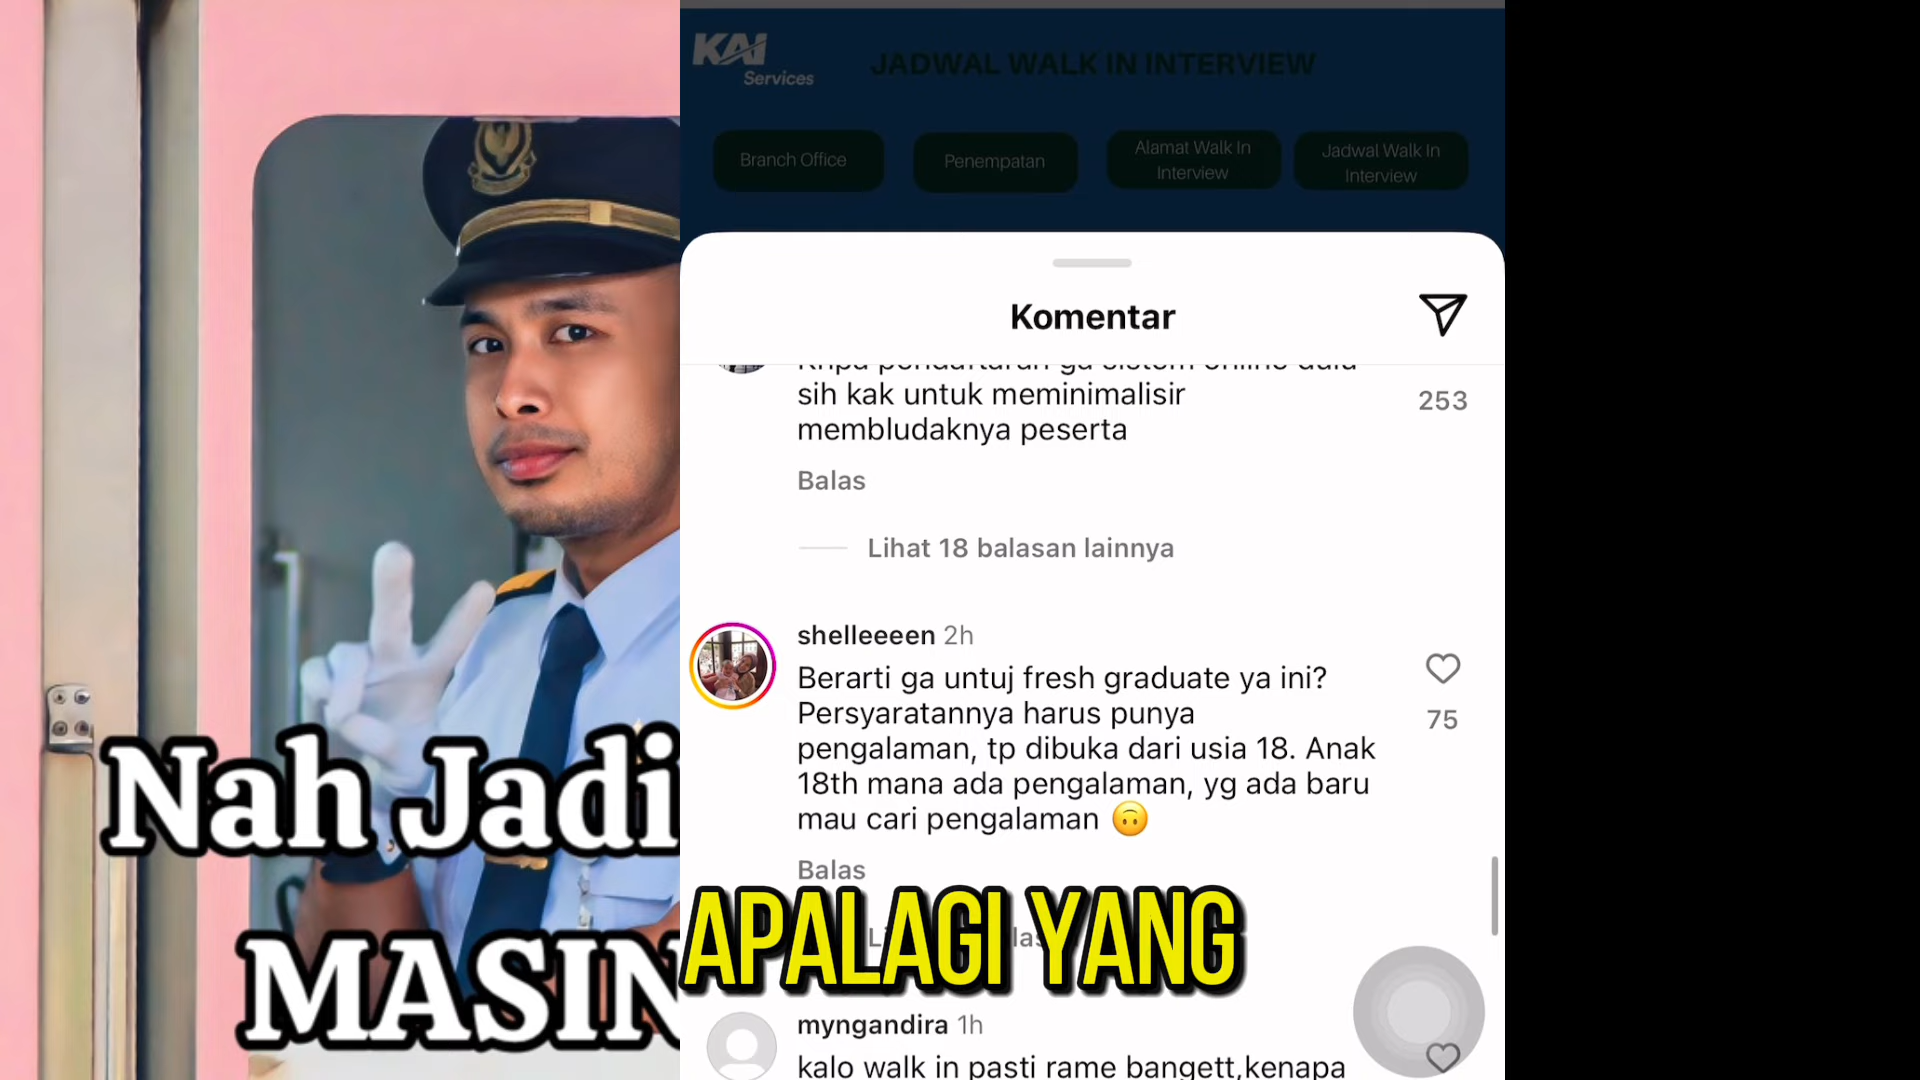 KAI
Services
JADWAL WALK IN INTERVIEW
Branch Office
Penempatan
Alamat Walk In
Interview
Jadwal Walk In
Interview
Komentar
sih kak untuk meminimalisir
membludaknya peserta
253
Balas
Lihat 18 balasan lainnya
shelleeeen 2h
Berarti ga untuj fresh graduate ya ini?
Persyaratannya harus punya
pengalaman, tp dibuka dari usia 18. Anak
18th mana ada pengalaman, yg ada baru
mau cari pengalaman 🙃
75
Balas
APALAGI YANG
myngandira 1h
kalo walk in pasti rame bangett,kenapa
Nah Jadi
MASIN